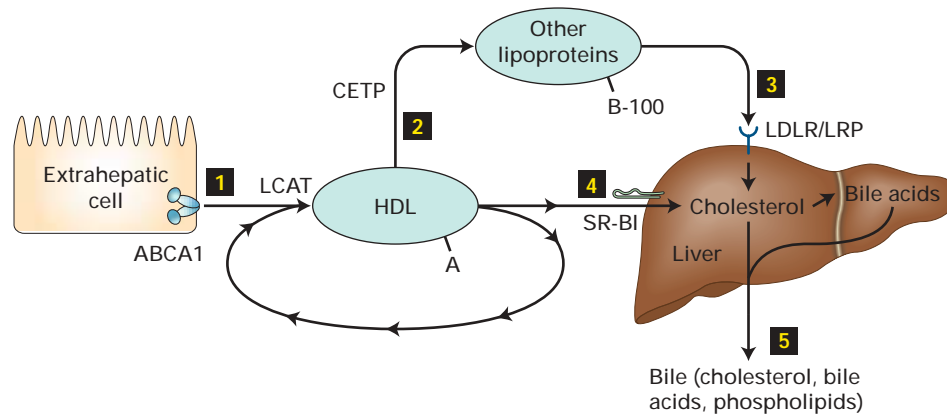 Other
lipoproteins
CETP
3
B-100
2
LDLR/LRP
Extrahepatic
cell
1
LCAT
HDL
4
Cholesterol
Bile acids
SR-BI
ABCA1
A
Liver
5
Bile (cholesterol, bile
acids, phospholipids)